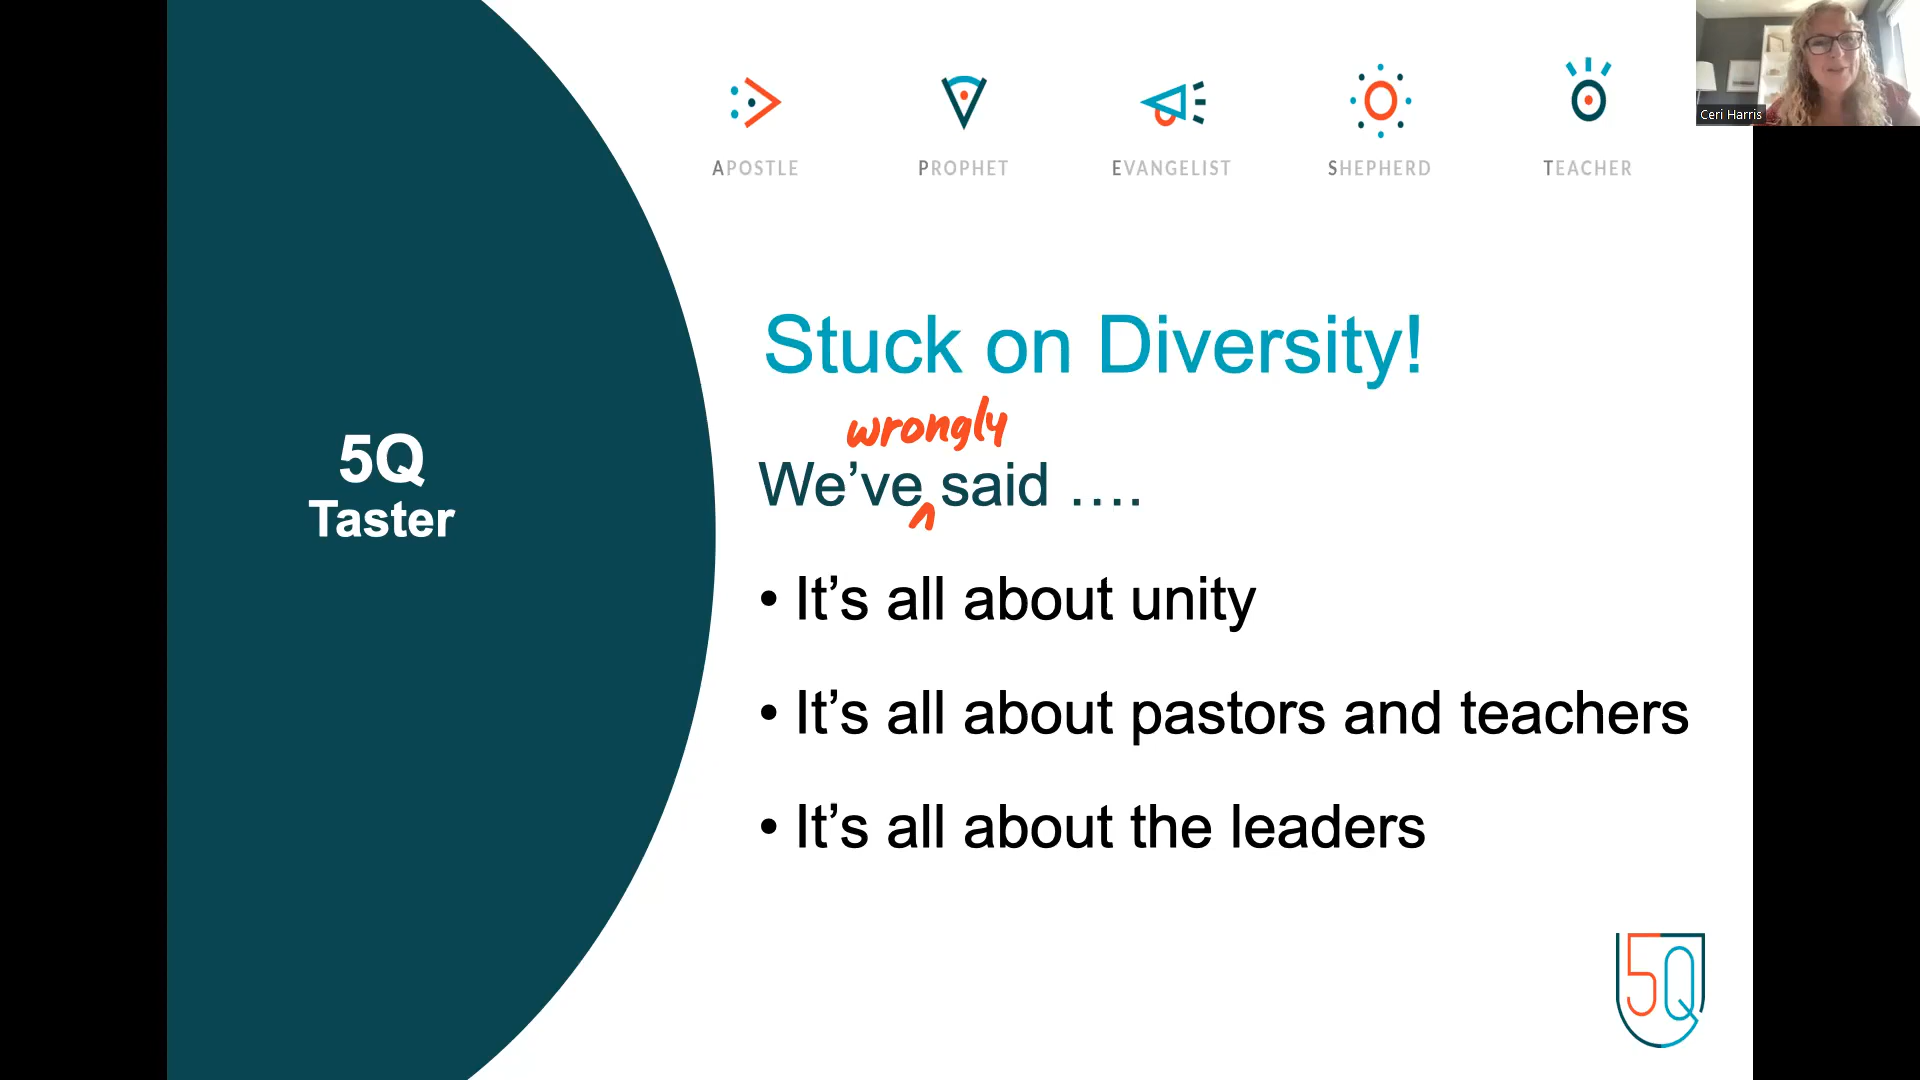 Ceri Harris
APOSTLE PROPHET EVANGELIST SHEPHERD TEACHER
5Q
Taster
Stuck on Diversity!
wrongly
We’ve ^ said ….
• It’s all about unity
• It’s all about pastors and teachers
• It’s all about the leaders
5Q